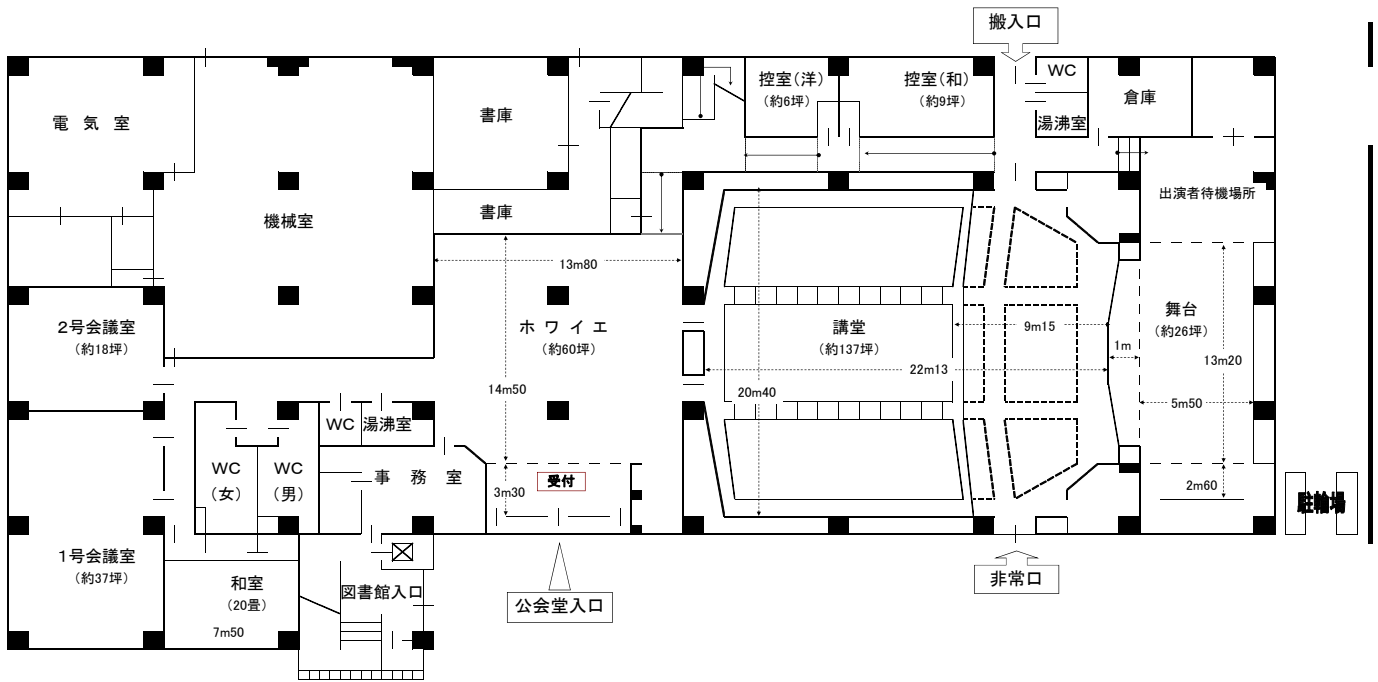 搬入口
電 気 室
書庫
控室(洋)
(約6坪)
控室(和)
(約9坪)
WC
湯沸室
倉庫
機械室
書庫
出演者待機場所
13m80
2号会議室
(約18坪)
ホ ワ イ エ
(約60坪)
14m50
講堂
(約137坪)
9m15
22m13
20m40
舞台
(約26坪)
1m
13m20
5m50
2m60
WC
湯沸室
WC
(女)
WC
(男)
事 務 室
3m30
受付
駐輪場
1号会議室
(約37坪)
和室
(20畳)
7m50
図書館入口
公会堂入口
非常口